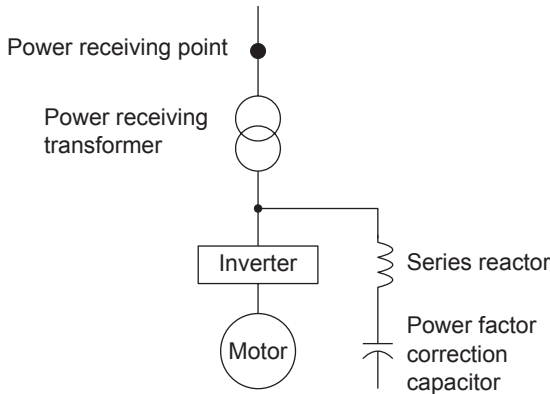 Power receiving point
Power receiving
transformer
Inverter
Series reactor
Motor
Power factor
correction
capacitor